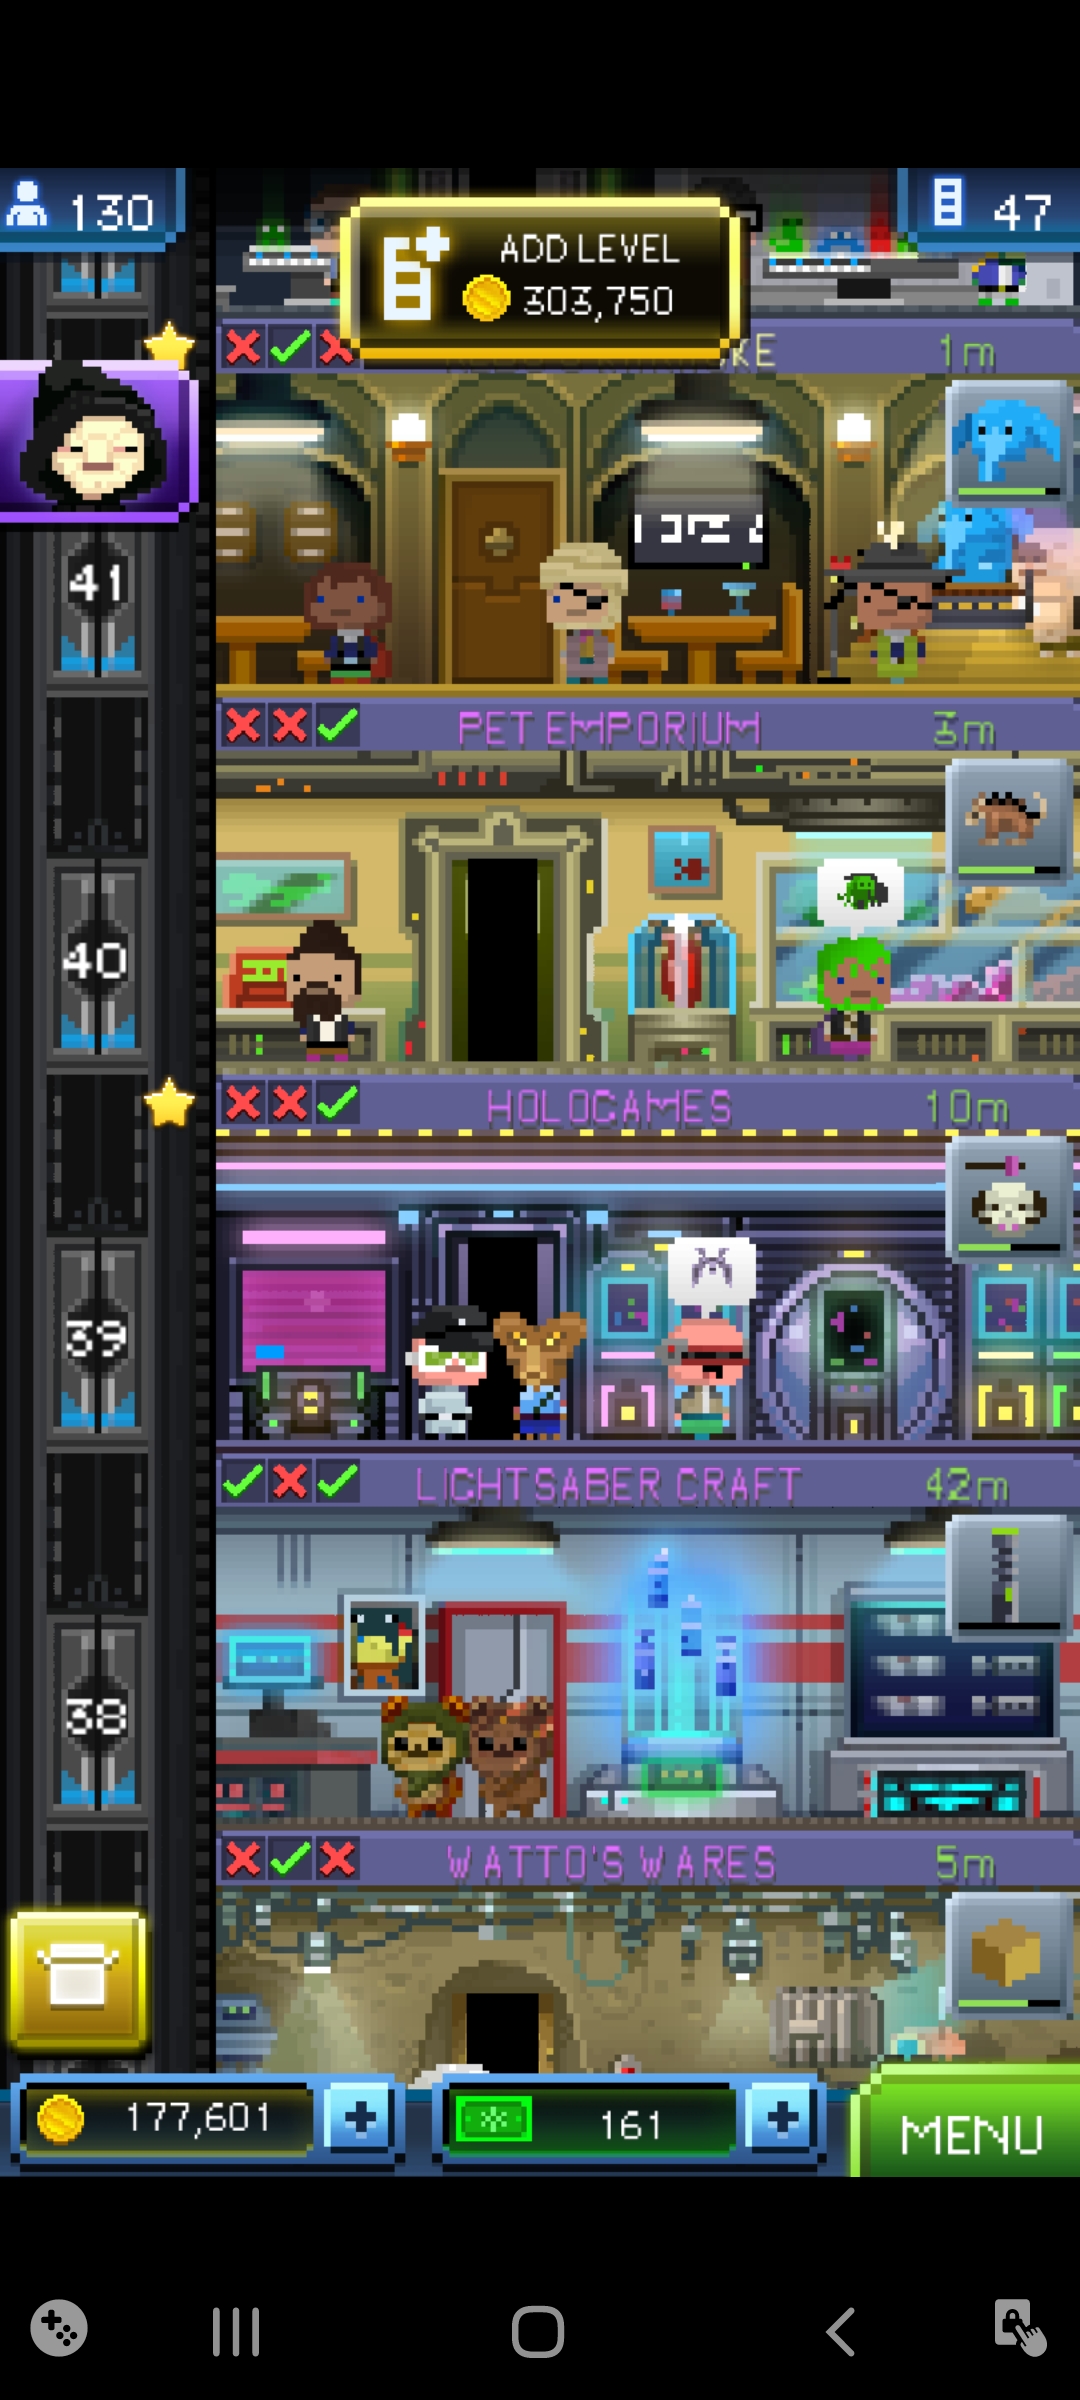 130
47
ADD LEVEL
303,750
KE 1m
41
PET EMPORIUM 3m
40
HOLOGAMES 10m
39
LIGHTSABER CRAFT 42m
38
WATTO'S WARES 5m
177,601
161
MENU